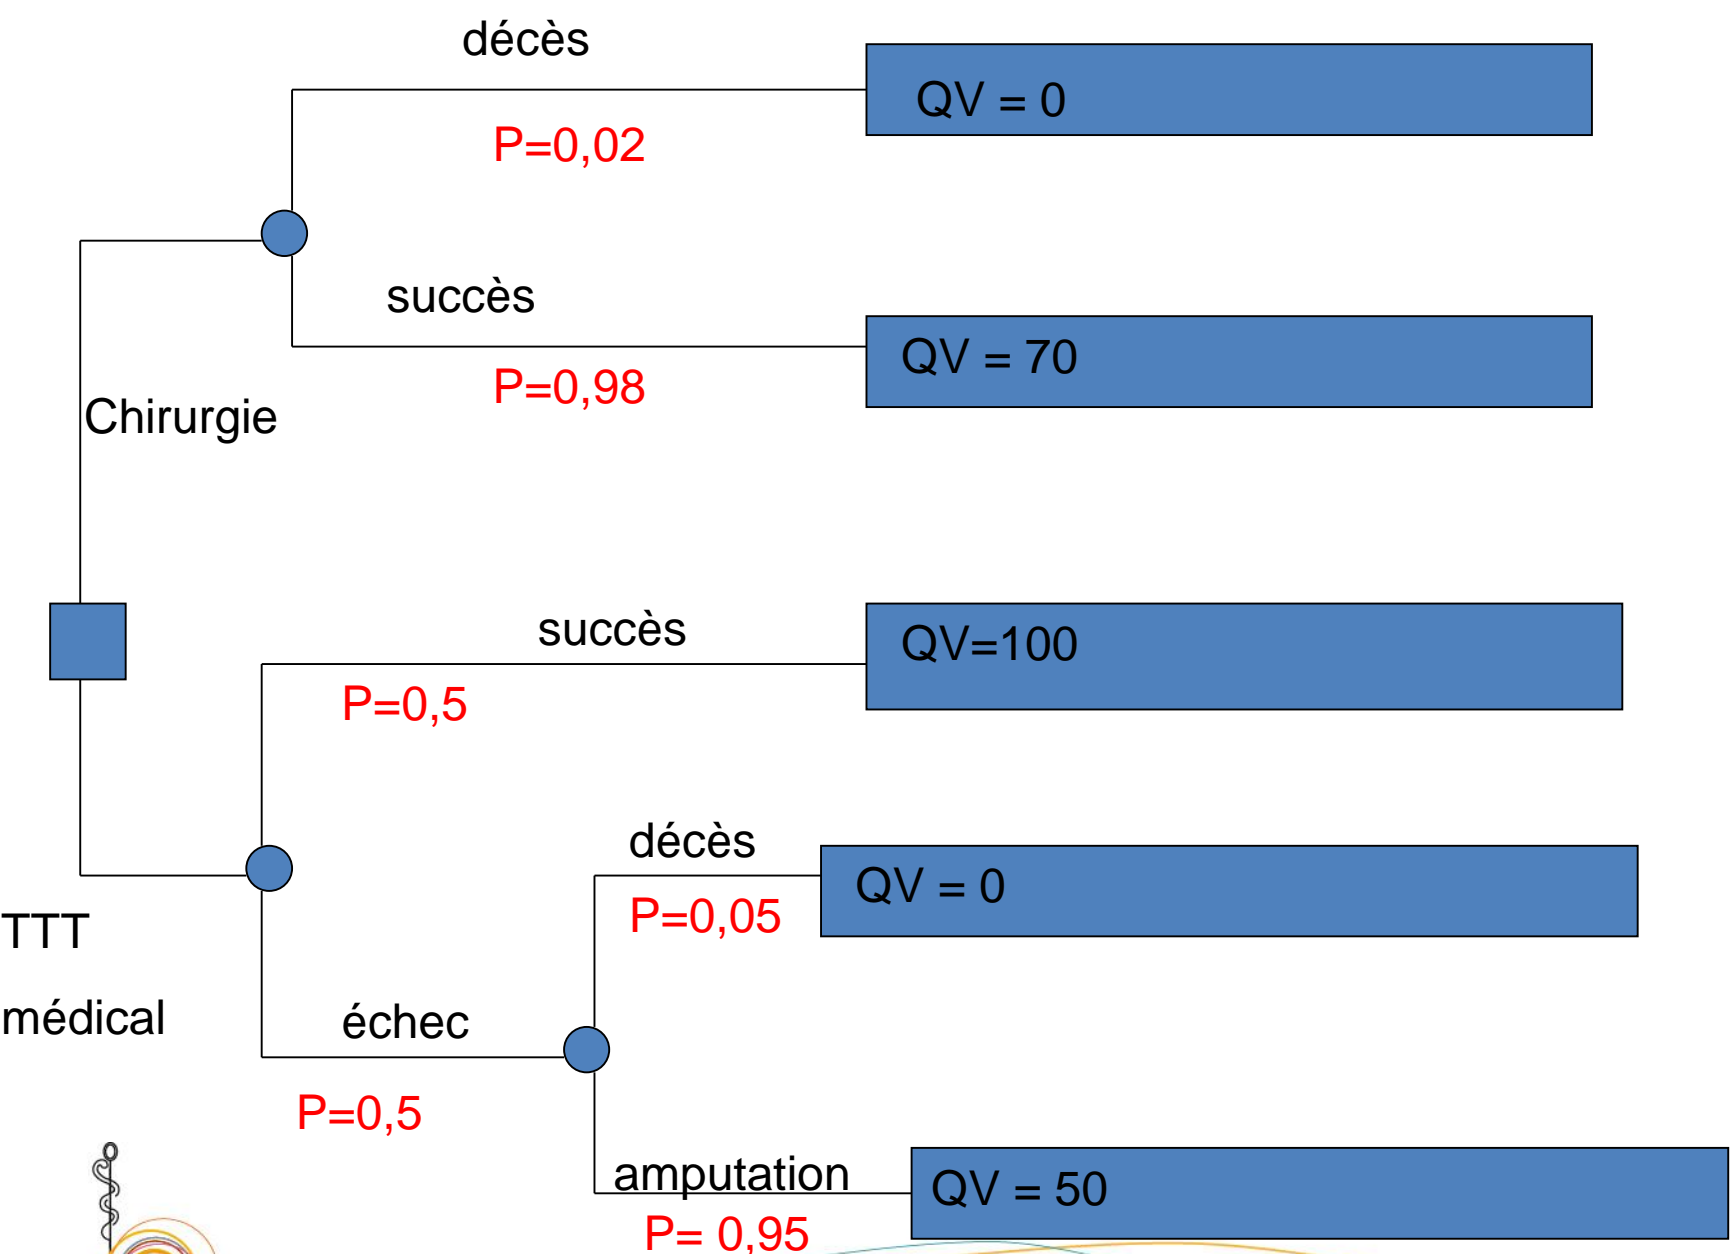 décès
QV = 0
P=0,02
succès
QV = 70
P=0,98
Chirurgie
succès
QV=100
P=0,5
décès
QV = 0
P=0,05
TTT
médical
échec
P=0,5
amputation
QV = 50
P= 0,95